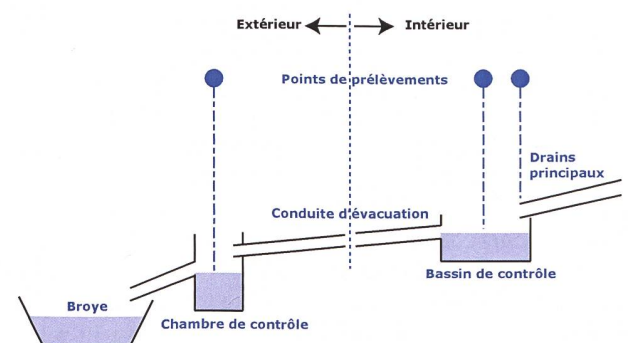 Extérieur
Intérieur
Points de prélèvements
Drains
principaux
Conduite d'évacuation
Bassin de contrôle
Broye
Chambre de contrôle